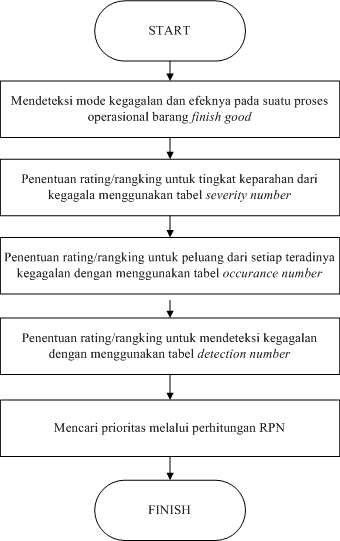 START
Mendeteksi mode kegagalan dan efeknya pada suatu proses
operasional barang finish good
Penentuan rating/rangking untuk tingkat keparahan dari
kegagala menggunakan tabel severity number
Penentuan rating/rangking untuk peluang dari setiap teradinya
kegagalan dengan menggunakan tabel occurance number
Penentuan rating/rangking untuk mendeteksi kegagalan
dengan menggunakan tabel detection number
Mencari prioritas melalui perhitungan RPN
FINISH